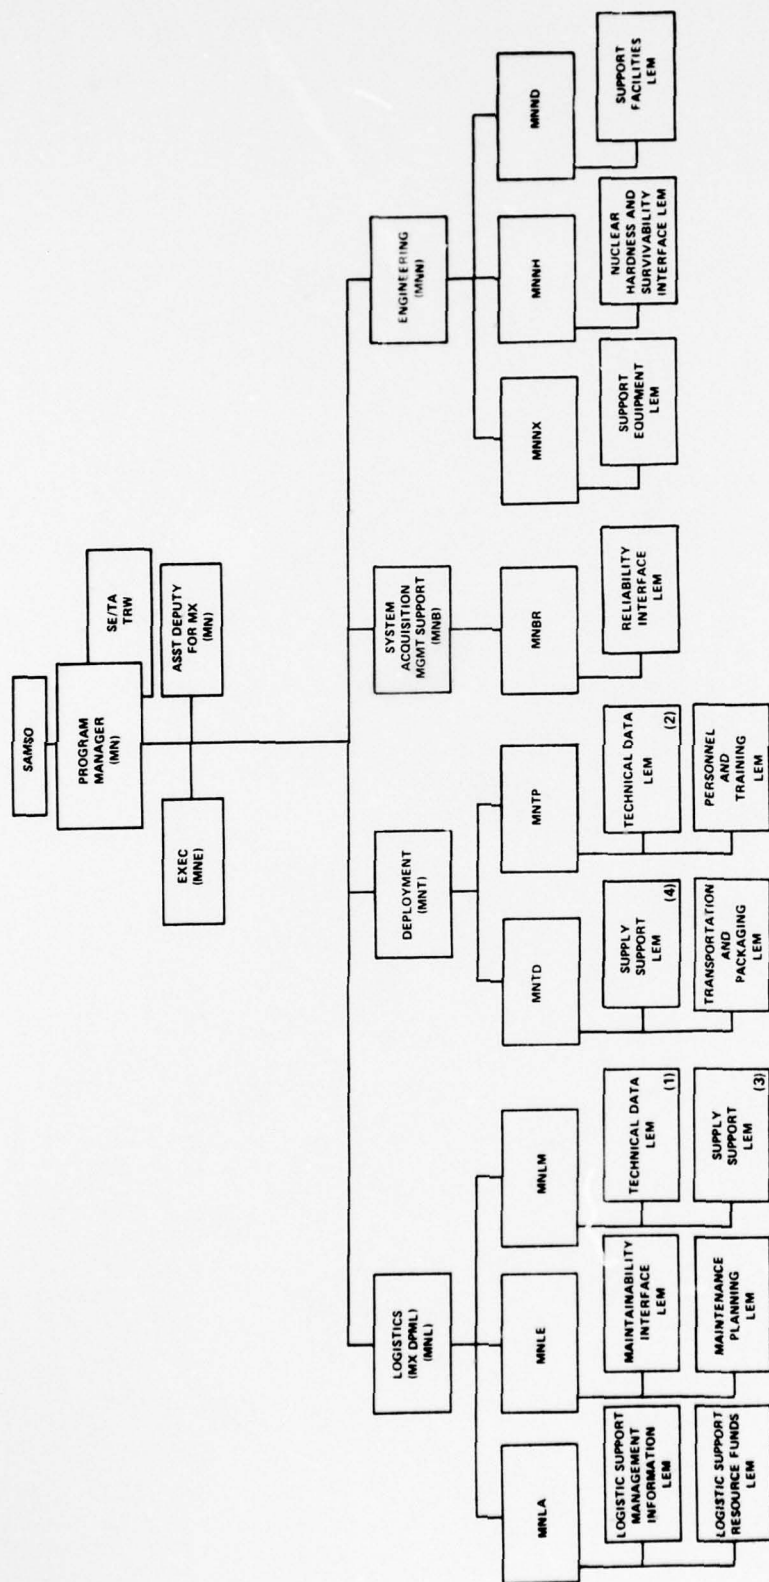 SAMSO
PROGRAM
MANAGER
(MN)
SE/TA
TRW
EXEC
(MNE)
ASST DEPUTY
FOR MX
(MN)
LOGISTICS
(MX DPML)
(MNL)
DEPLOYMENT
(MNT)
SYSTEM
ACQUISITION
MGMT SUPPORT
(MNB)
ENGINEERING
(MNN)
MNLA
MNLE
MNLM
MNTD
MNTP
MNBR
MNNX
MNNH
MNND
LOGISTIC SUPPORT
MANAGEMENT
INFORMATION
LEM
MAINTAINABILITY
INTERFACE
LEM
TECHNICAL DATA
LEM
(1)
SUPPLY
SUPPORT
LEM
(4)
TECHNICAL DATA
LEM
(2)
RELIABILITY
INTERFACE
LEM
SUPPORT
EQUIPMENT
LEM
NUCLEAR
HARDNESS AND
SURVIVABILITY
INTERFACE LEM
SUPPORT
FACILITIES
LEM
LOGISTIC SUPPORT
RESOURCE FUNDS
LEM
MAINTENANCE
PLANNING
LEM
SUPPLY
SUPPORT
LEM
(3)
TRANSPORTATION
AND
PACKAGING
LEM
PERSONNEL
AND
TRAINING
LEM